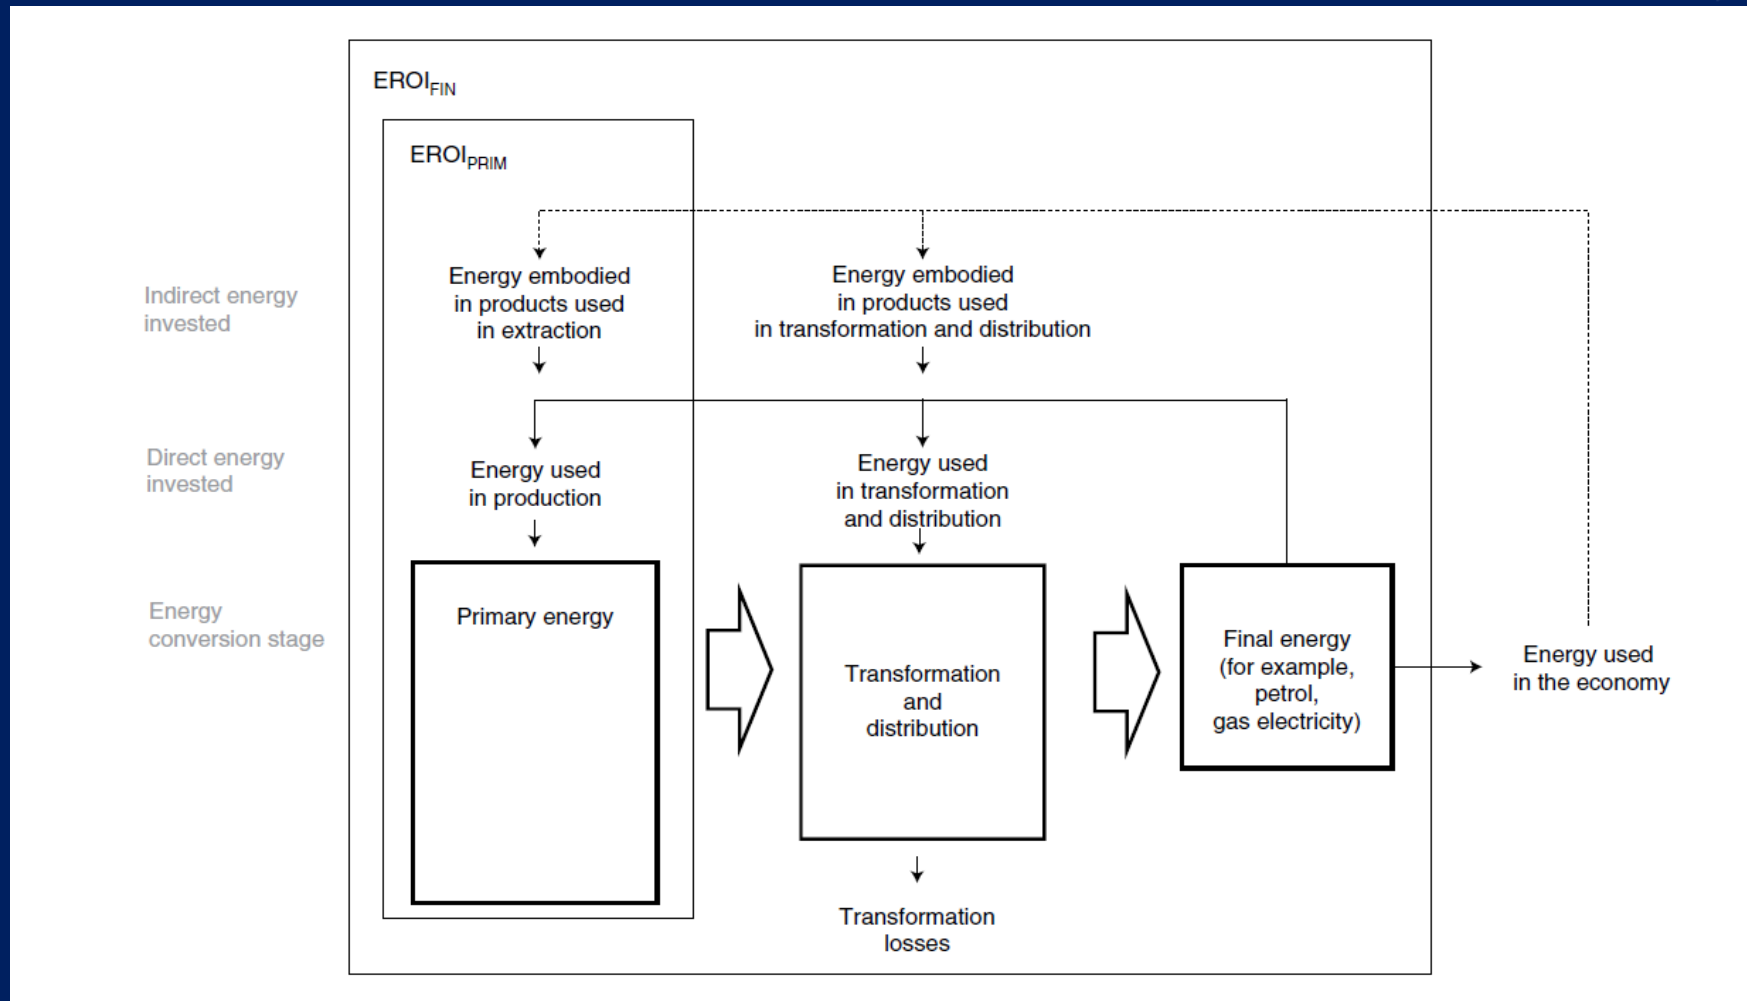 EROIFIN
EROIPRIM
Indirect energy
invested
Energy embodied
in products used
in extraction
Energy embodied
in products used
in transformation and distribution
Direct energy
invested
Energy used
in production
Energy used
in transformation
and distribution
Energy
conversion stage
Primary energy
Transformation
and
distribution
Final energy
(for example,
petrol,
gas electricity)
Energy used
in the economy
Transformation
losses